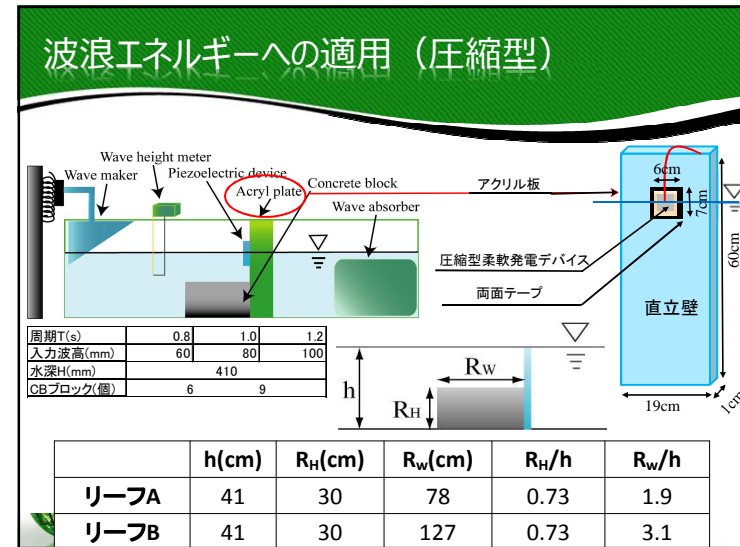 波浪エネルギーへの適用（圧縮型）
Wave height meter
Wave maker
Piezoelectric device
Acryl plate
Concrete block
Wave absorber
アクリル板
6cm
7cm
60cm
圧縮型柔軟発電デバイス
両面テープ
直立壁
19cm
1cm
周期T(s) 0.8 1.0 1.2
入力波高(mm) 60 80 100
水深H(mm) 410
CBブロック(個) 6 9
h
RW
RH
h(cm) RH(cm) Rw(cm) RH/h Rw/h
リーフA 41 30 78 0.73 1.9
リーフB 41 30 127 0.73 3.1